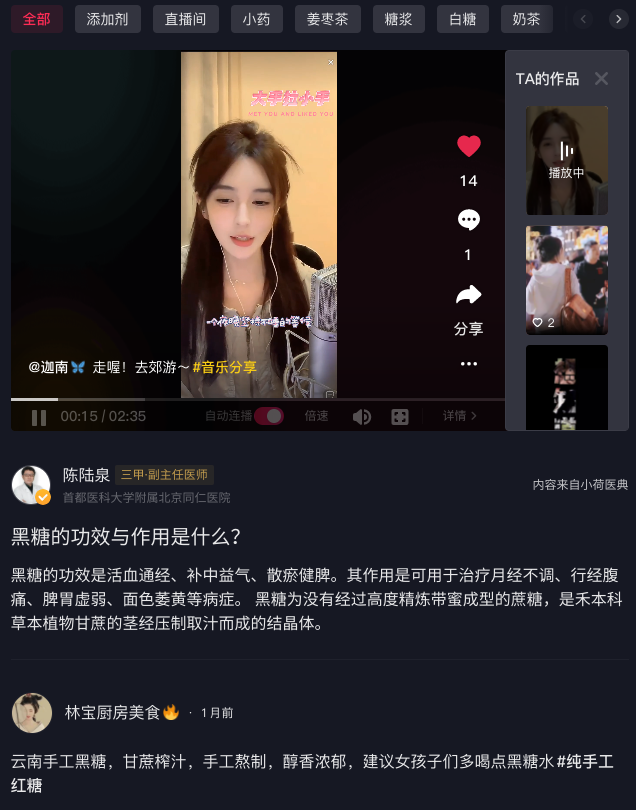 全部 添加剂 直播间 小药 姜枣茶 糖浆 白糖 奶茶
TA的作品
大手拉小手
MET YOU AND LIKED YOU
14
播放中
1
分享
2
@迦南 走喔！去郊游～#音乐分享
00:15 / 02:35 自动连播 倍速 详情
陈陆泉 三甲·副主任医师
首都医科大学附属北京同仁医院
内容来自小荷医典
黑糖的功效与作用是什么？
黑糖的功效是活血通经、补中益气、散瘀健脾。其作用是可用于治疗月经不调、行经腹
痛、脾胃虚弱、面色萎黄等病症。 黑糖为没有经过高度精炼带蜜成型的蔗糖，是禾本科
草本植物甘蔗的茎经压制取汁而成的结晶体。
林宝厨房美食🔥 · 1月前
云南手工黑糖，甘蔗榨汁，手工熬制，醇香浓郁，建议女孩子们多喝点黑糖水#纯手工
红糖